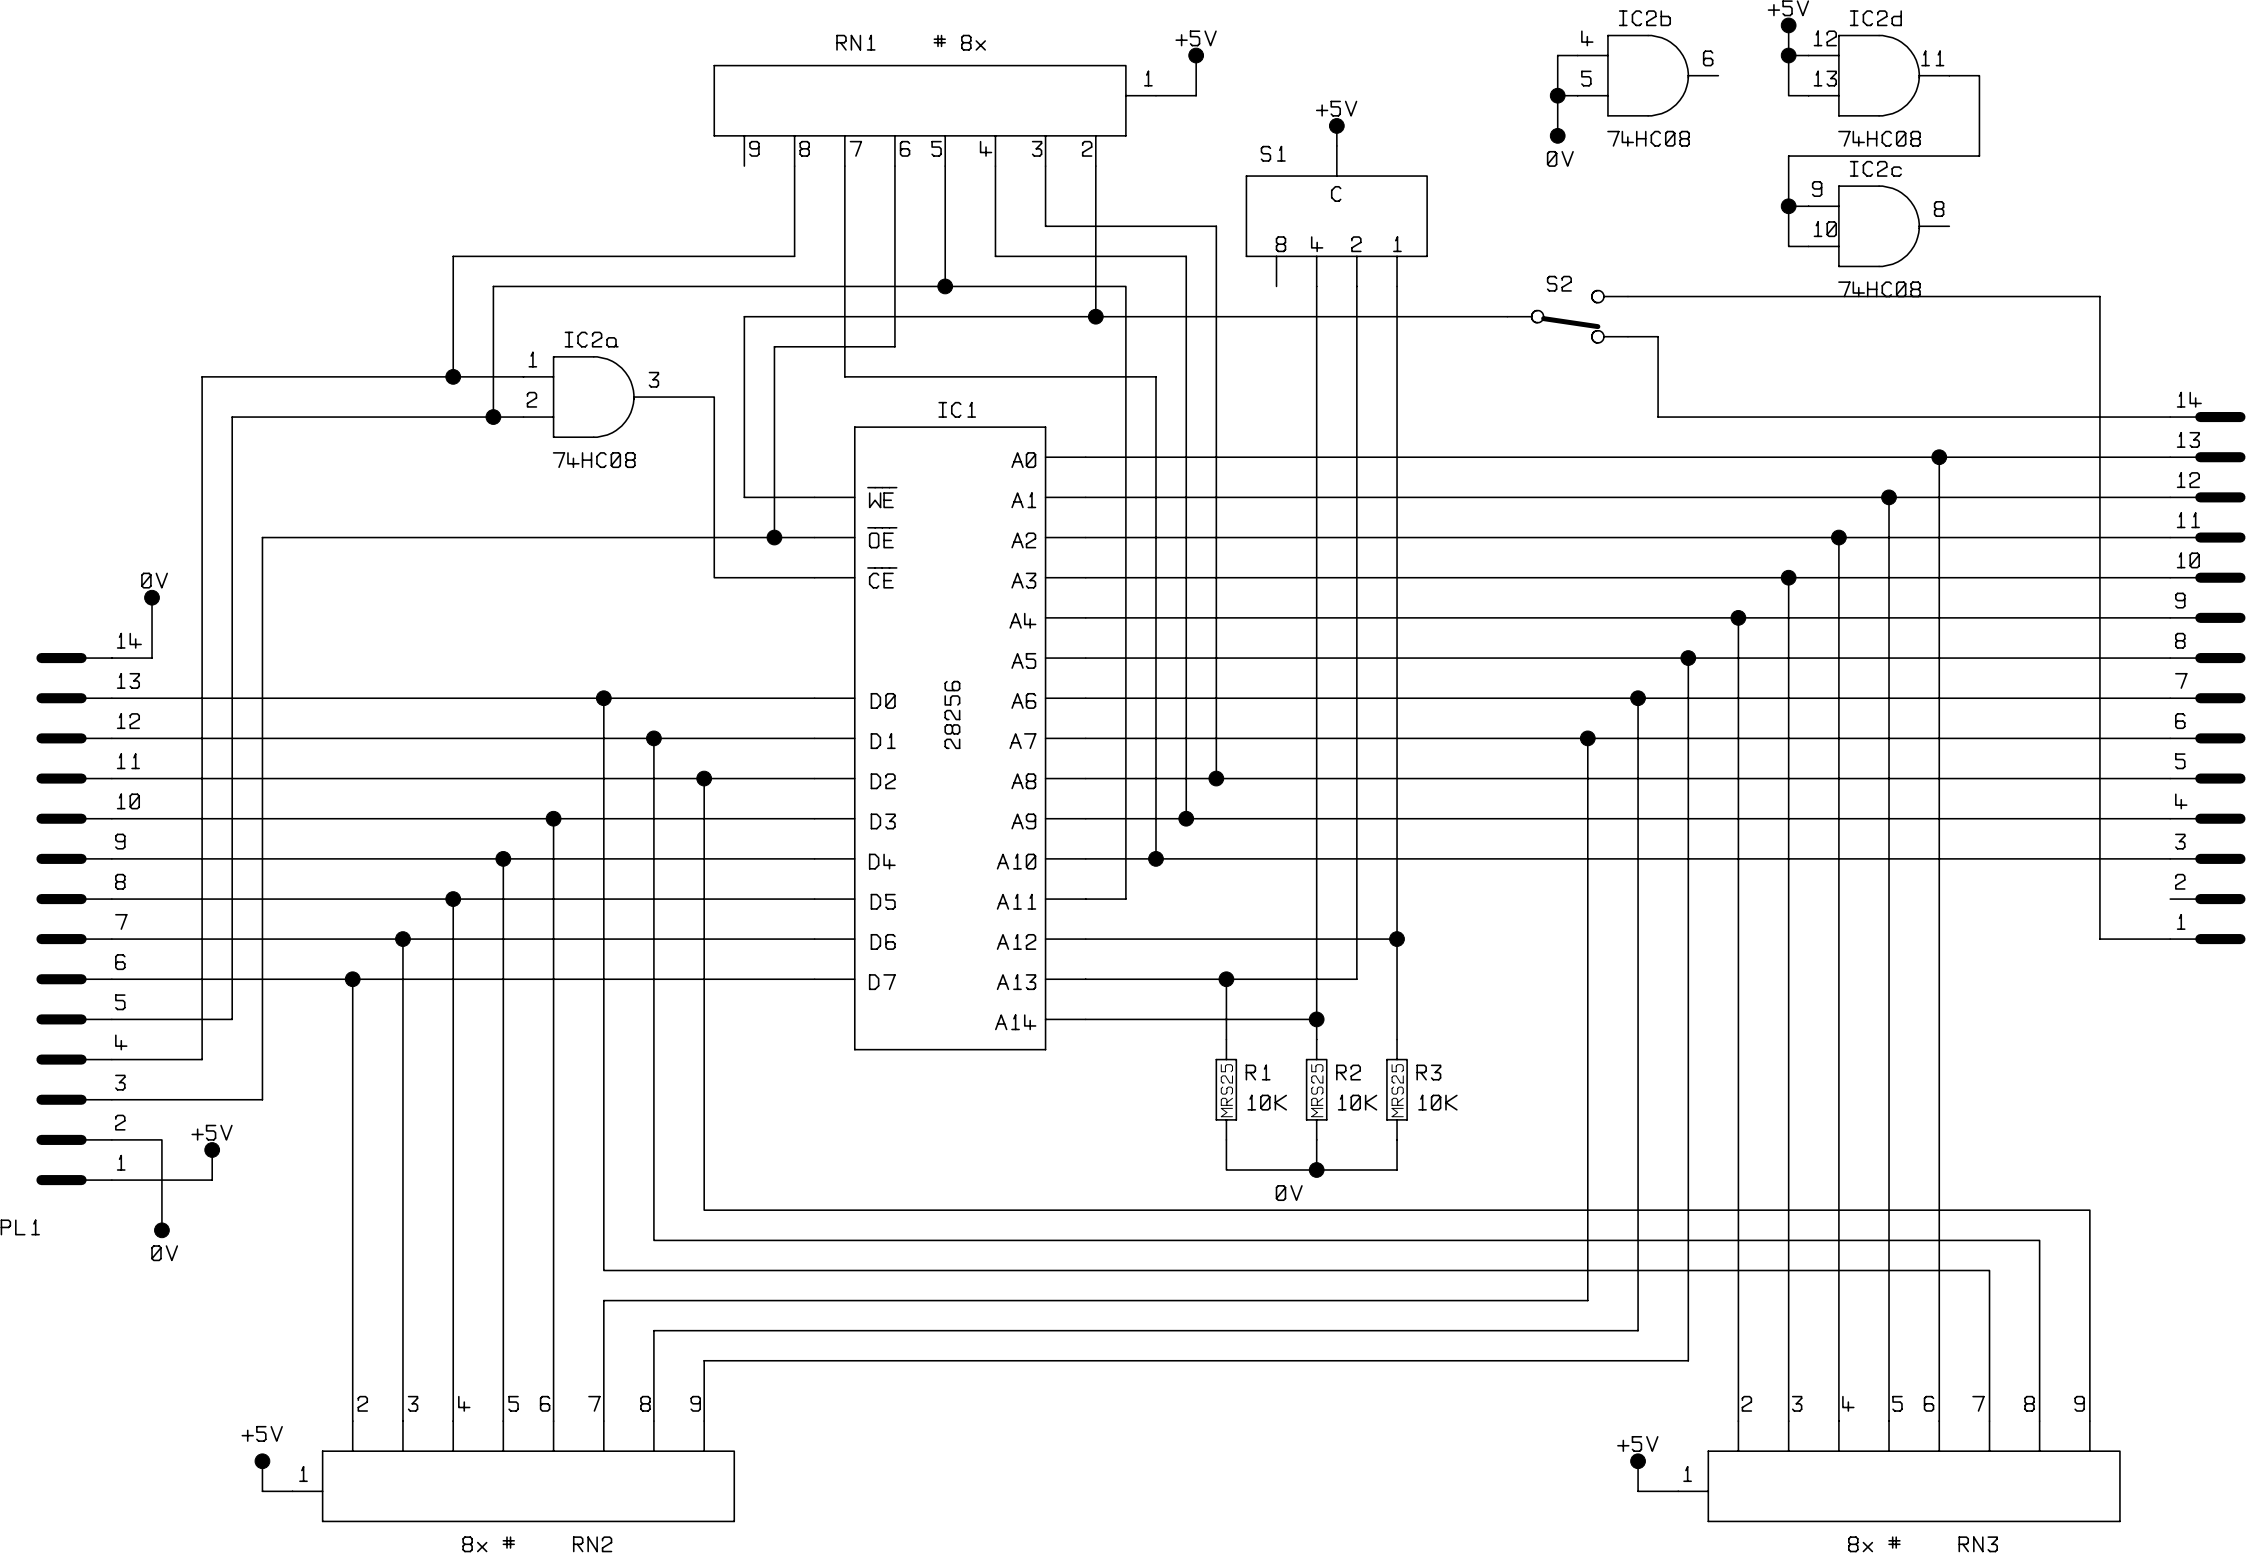 +5V
IC2b
IC2d
RN1 # 8x
+5V
4
5
6
12
13
11
1
+5V
74HC08
74HC08
9
8
7
6
5
4
3
2
S1
0V
IC2c
C
9
10
8
8
4
2
1
S2
74HC08
IC2a
1
2
3
74HC08
IC1
14
13
12
11
10
9
8
7
6
5
4
3
2
1
WE
OE
CE
D0
D1
D2
D3
D4
D5
D6
D7
28256
A0
A1
A2
A3
A4
A5
A6
A7
A8
A9
A10
A11
A12
A13
A14
0V
14
13
12
11
10
9
8
7
6
5
4
3
2
1
+5V
PL1
0V
MRS25
R1
10K
MRS25
R2
10K
MRS25
R3
10K
0V
2 3 4 5 6 7 8 9
+5V
1
8x # RN2
2 3 4 5 6 7 8 9
+5V
1
8x # RN3